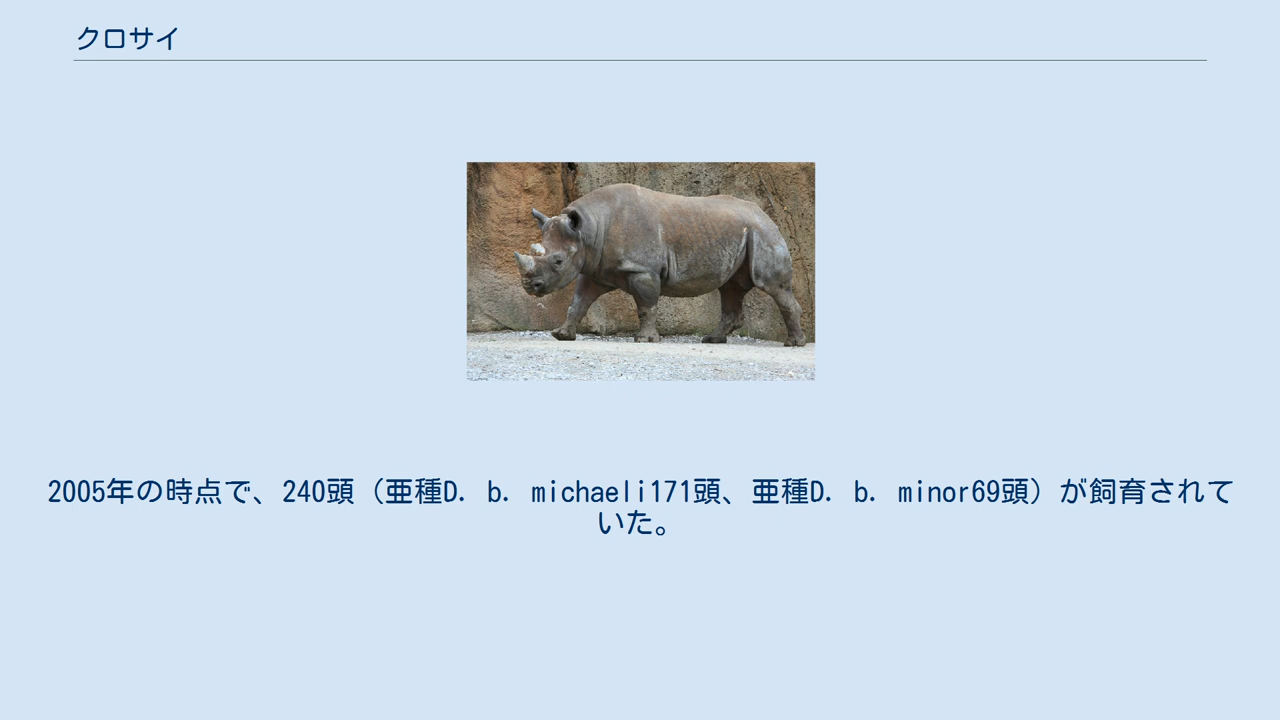 クロサイ
2005年の時点で、240頭（亜種D. b. michaeli171頭、亜種D. b. minor69頭）が飼育されて
いた。